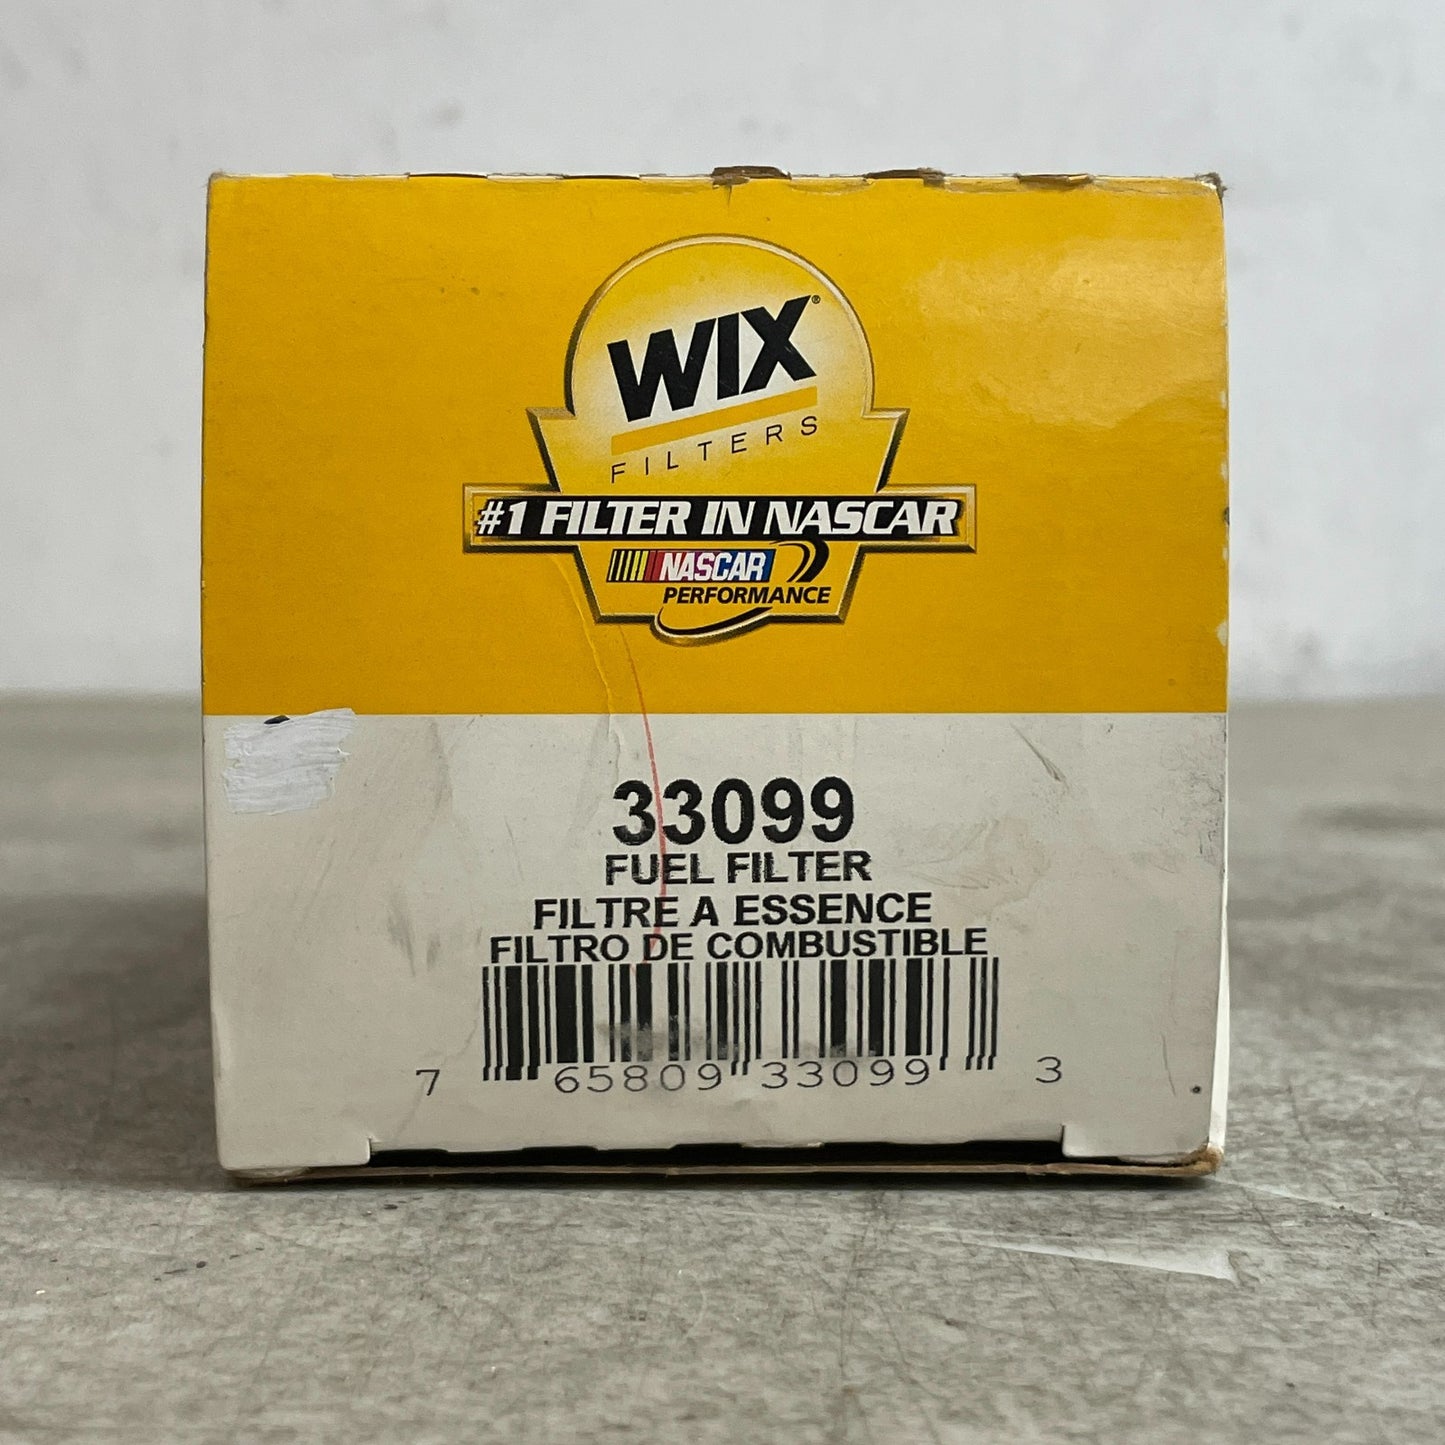 WIX®
FILTERS
#1 FILTER IN NASCAR
NASCAR
PERFORMANCE
33099
FUEL FILTER
FILTRE A ESSENCE
FILTRO DE COMBUSTIBLE
7 65809 33099 3